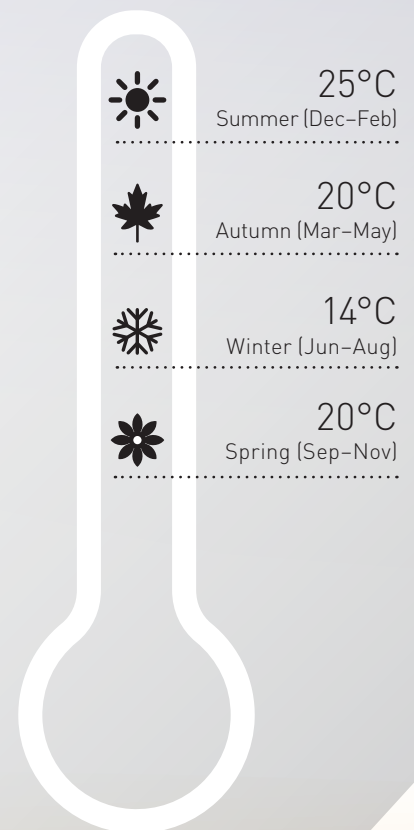 25°C
Summer (Dec–Feb)
20°C
Autumn (Mar–May)
14°C
Winter (Jun–Aug)
20°C
Spring (Sep–Nov)